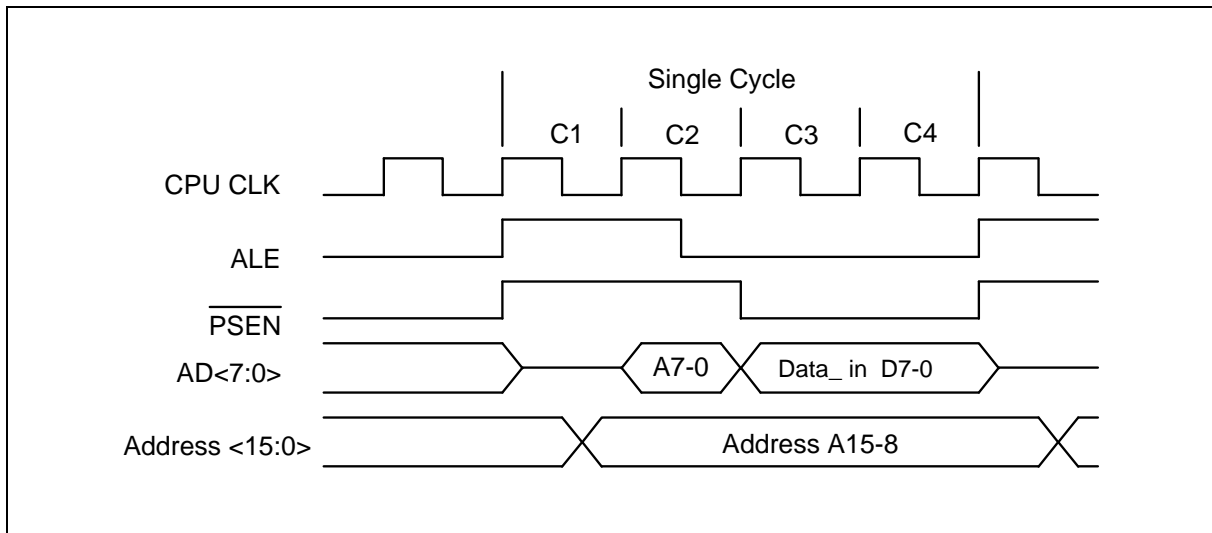 Single Cycle
C1 C2 C3 C4
CPU CLK
ALE
PSEN
AD<7:0> A7-0 Data_ in D7-0
Address <15:0> Address A15-8